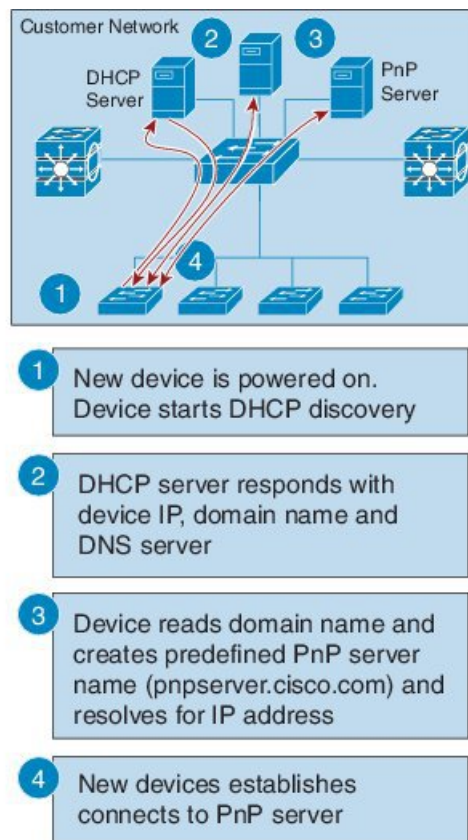 Customer Network
2
3
DHCP
Server
PnP
Server
4
1
1
New device is powered on.
Device starts DHCP discovery
2
DHCP server responds with
device IP, domain name and
DNS server
3
Device reads domain name and
creates predefined PnP server
name (pnpserver.cisco.com) and
resolves for IP address
4
New devices establishes
connects to PnP server